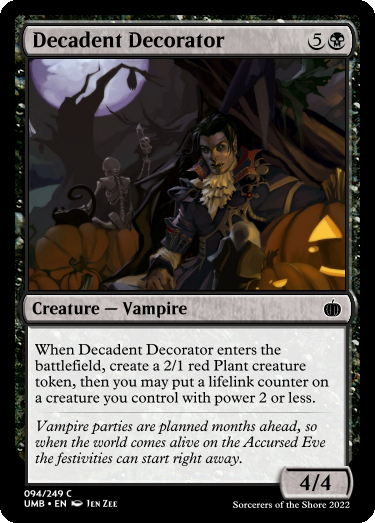 Decadent Decorator 5
Creature — Vampire
When Decadent Decorator enters the
battlefield, create a 2/1 red Plant creature
token, then you may put a lifelink counter on
a creature you control with power 2 or less.
Vampire parties are planned months ahead, so
when the world comes alive on the Accursed Eve
the festivities can start right away.
4/4
094/249 C
UMB • EN Jen Zee
Sorcerers of the Shore 2022